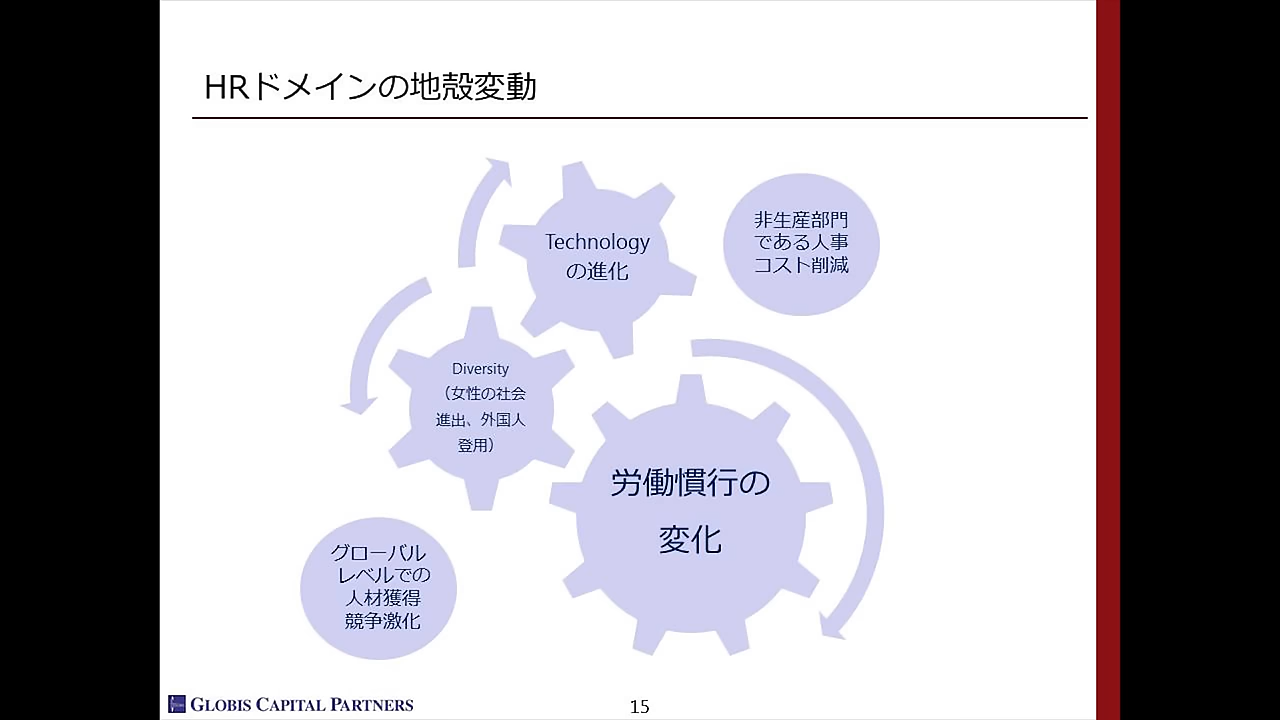 HRドメインの地殻変動
Technology
の進化
非生産部門
である人事
コスト削減
Diversity
（女性の社会
進出、外国人
登用）
労働慣行の
変化
グローバル
レベルでの
人材獲得
競争激化
GLOBIS CAPITAL PARTNERS
15